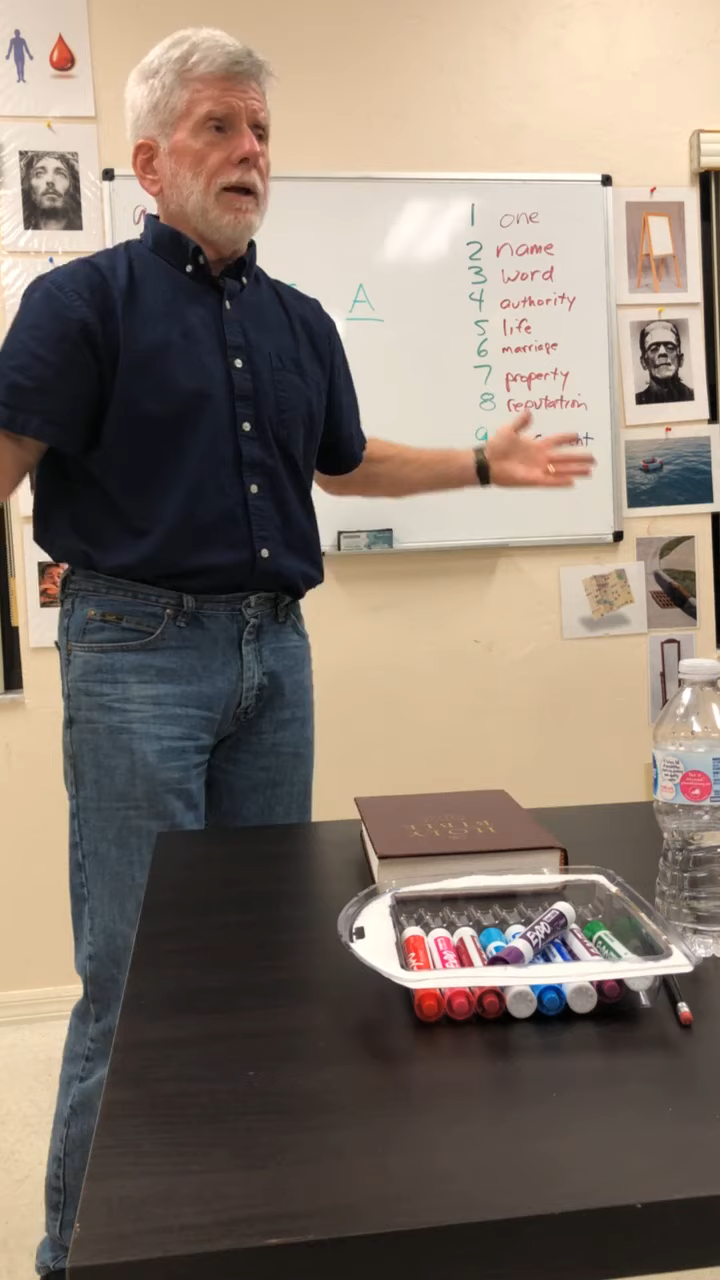 A
1 one
2 name
3 word
4 authority
5 life
6 marriage
7 property
8 reputation
9
HOLY
BIBLE
EXPO